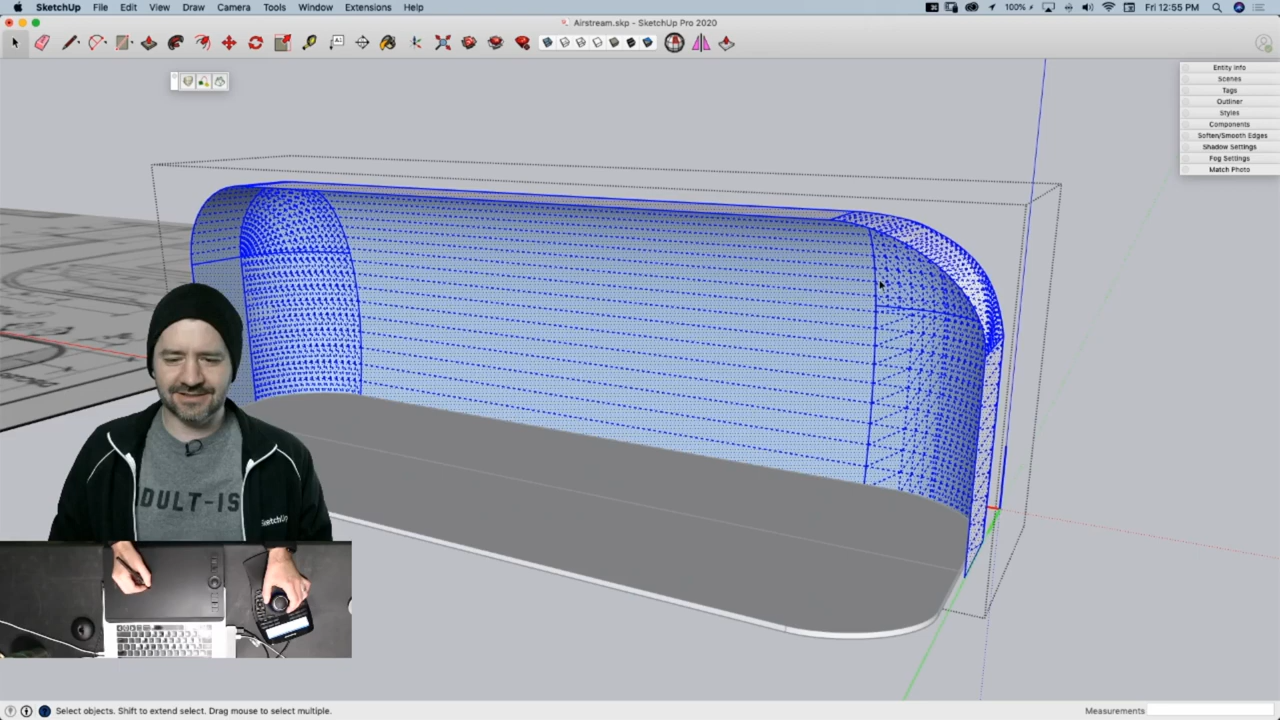 SketchUp File Edit View Draw Camera Tools Window Extensions Help 100% Fri 12:55 PM
Airstream.skp - SketchUp Pro 2020
Entity Info
Scenes
Tags
Outliner
Styles
Components
Soften/Smooth Edges
Shadow Settings
Fog Settings
Match Photo
DULT-IS
SketchUp
Select objects. Shift to extend select. Drag mouse to select multiple.
Measurements